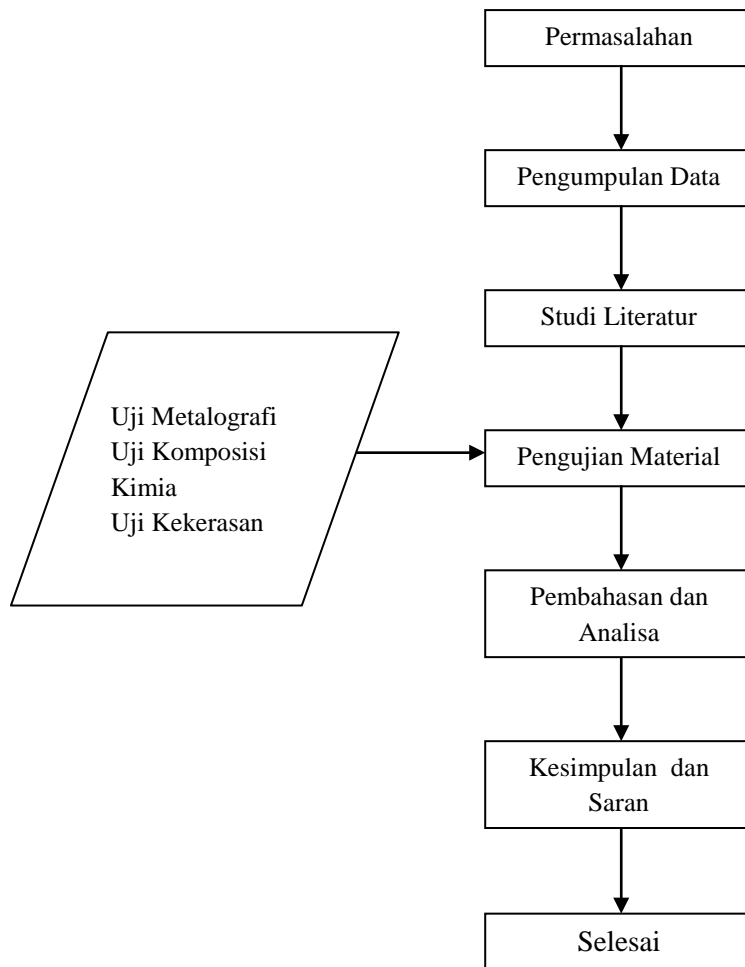 Permasalahan
Pengumpulan Data
Studi Literatur
Uji Metalografi
Uji Komposisi
Kimia
Uji Kekerasan
Pengujian Material
Pembahasan dan
Analisa
Kesimpulan  dan
Saran
Selesai